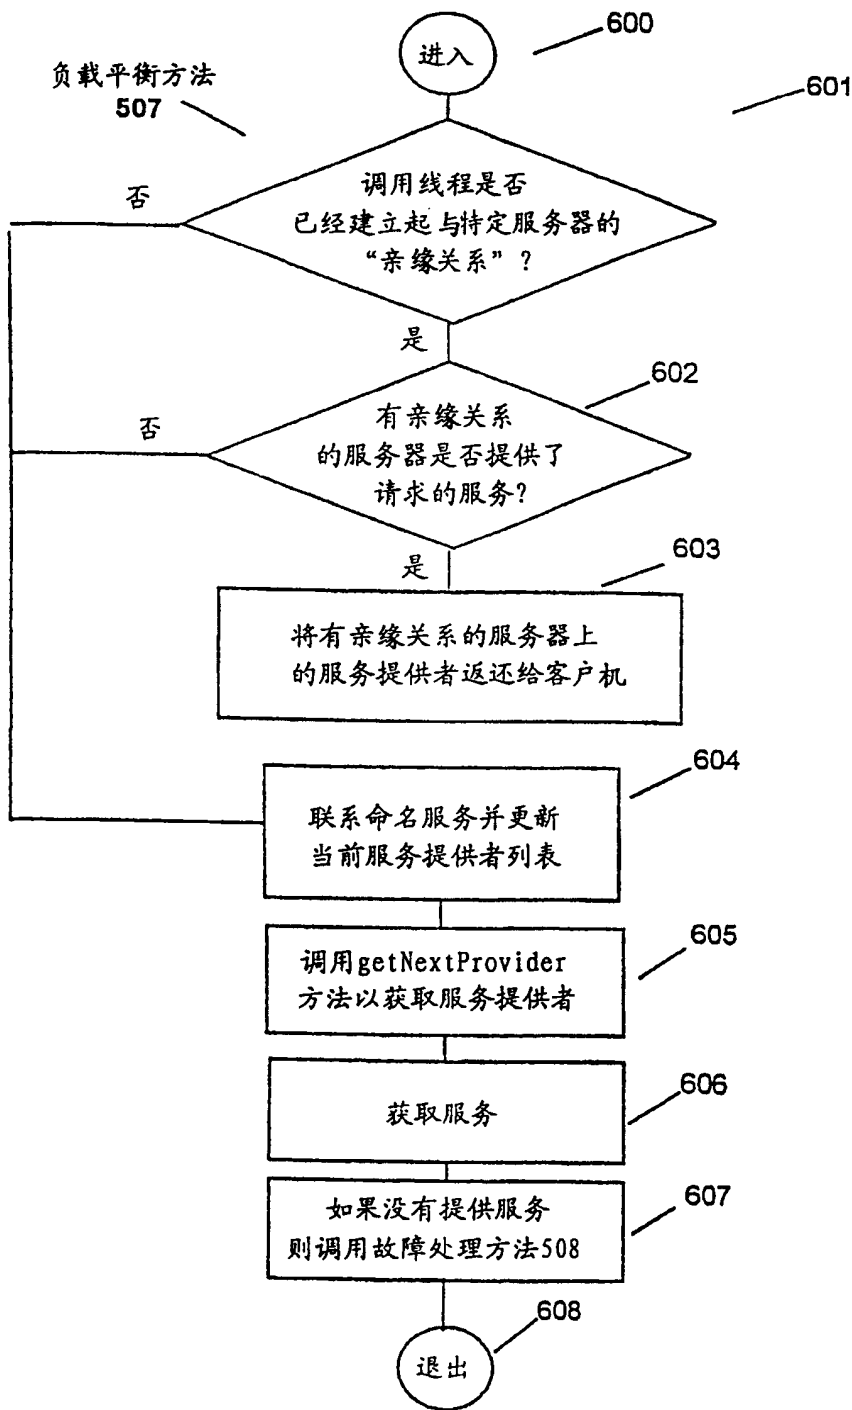 进入
600
负载平衡方法
507
601
调用线程是否
已经建立起与特定服务器的
“亲缘关系”？
否
是
602
有亲缘关系
的服务器是否提供了
请求的服务？
否
是
603
将有亲缘关系的服务器上
的服务提供者返还给客户机
604
联系命名服务并更新
当前服务提供者列表
605
调用getNextProvider
方法以获取服务提供者
606
获取服务
607
如果没有提供服务
则调用故障处理方法508
608
退出